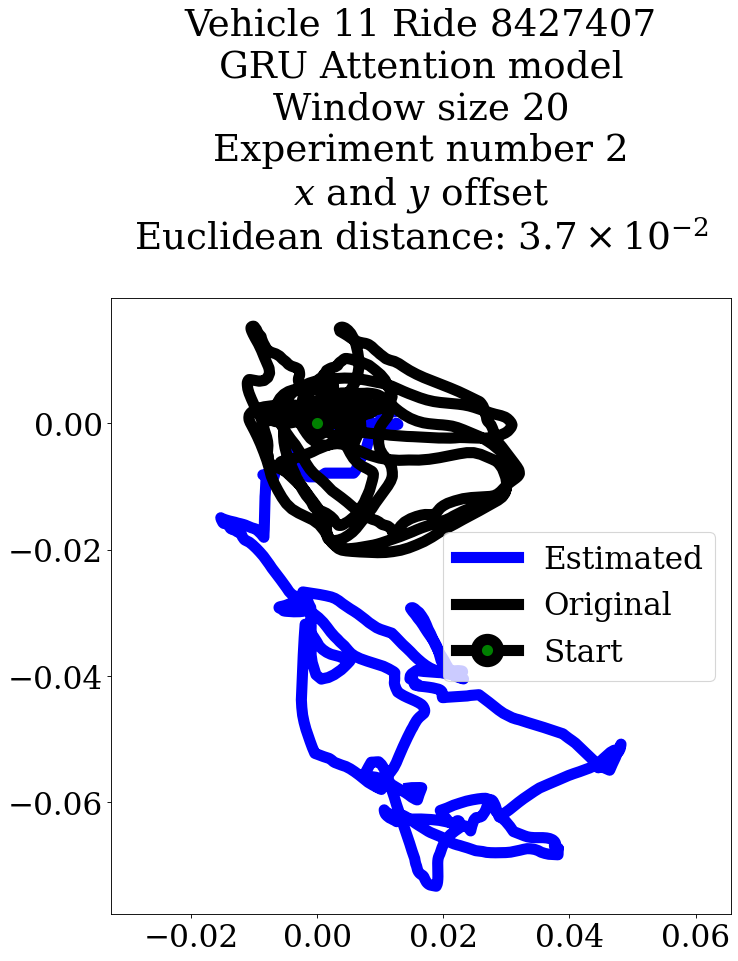 Vehicle 11 Ride 8427407
GRU Attention model
Window size 20
Experiment number 2
x and y offset
Euclidean distance: 3.7 × 10⁻²
0.00
−0.02
−0.04
−0.06
Estimated
Original
Start
−0.02 0.00 0.02 0.04 0.06